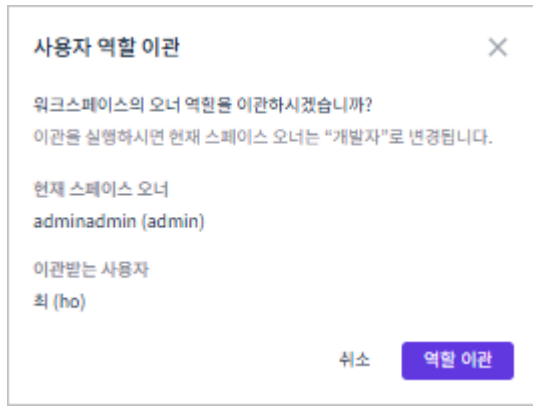 사용자 역할 이관
워크스페이스의 오너 역할을 이관하시겠습니까?
이관을 실행하시면 현재 스페이스 오너는 “개발자”로 변경됩니다.
현재 스페이스 오너
adminadmin (admin)
이관받는 사용자
최 (ho)
취소
역할 이관